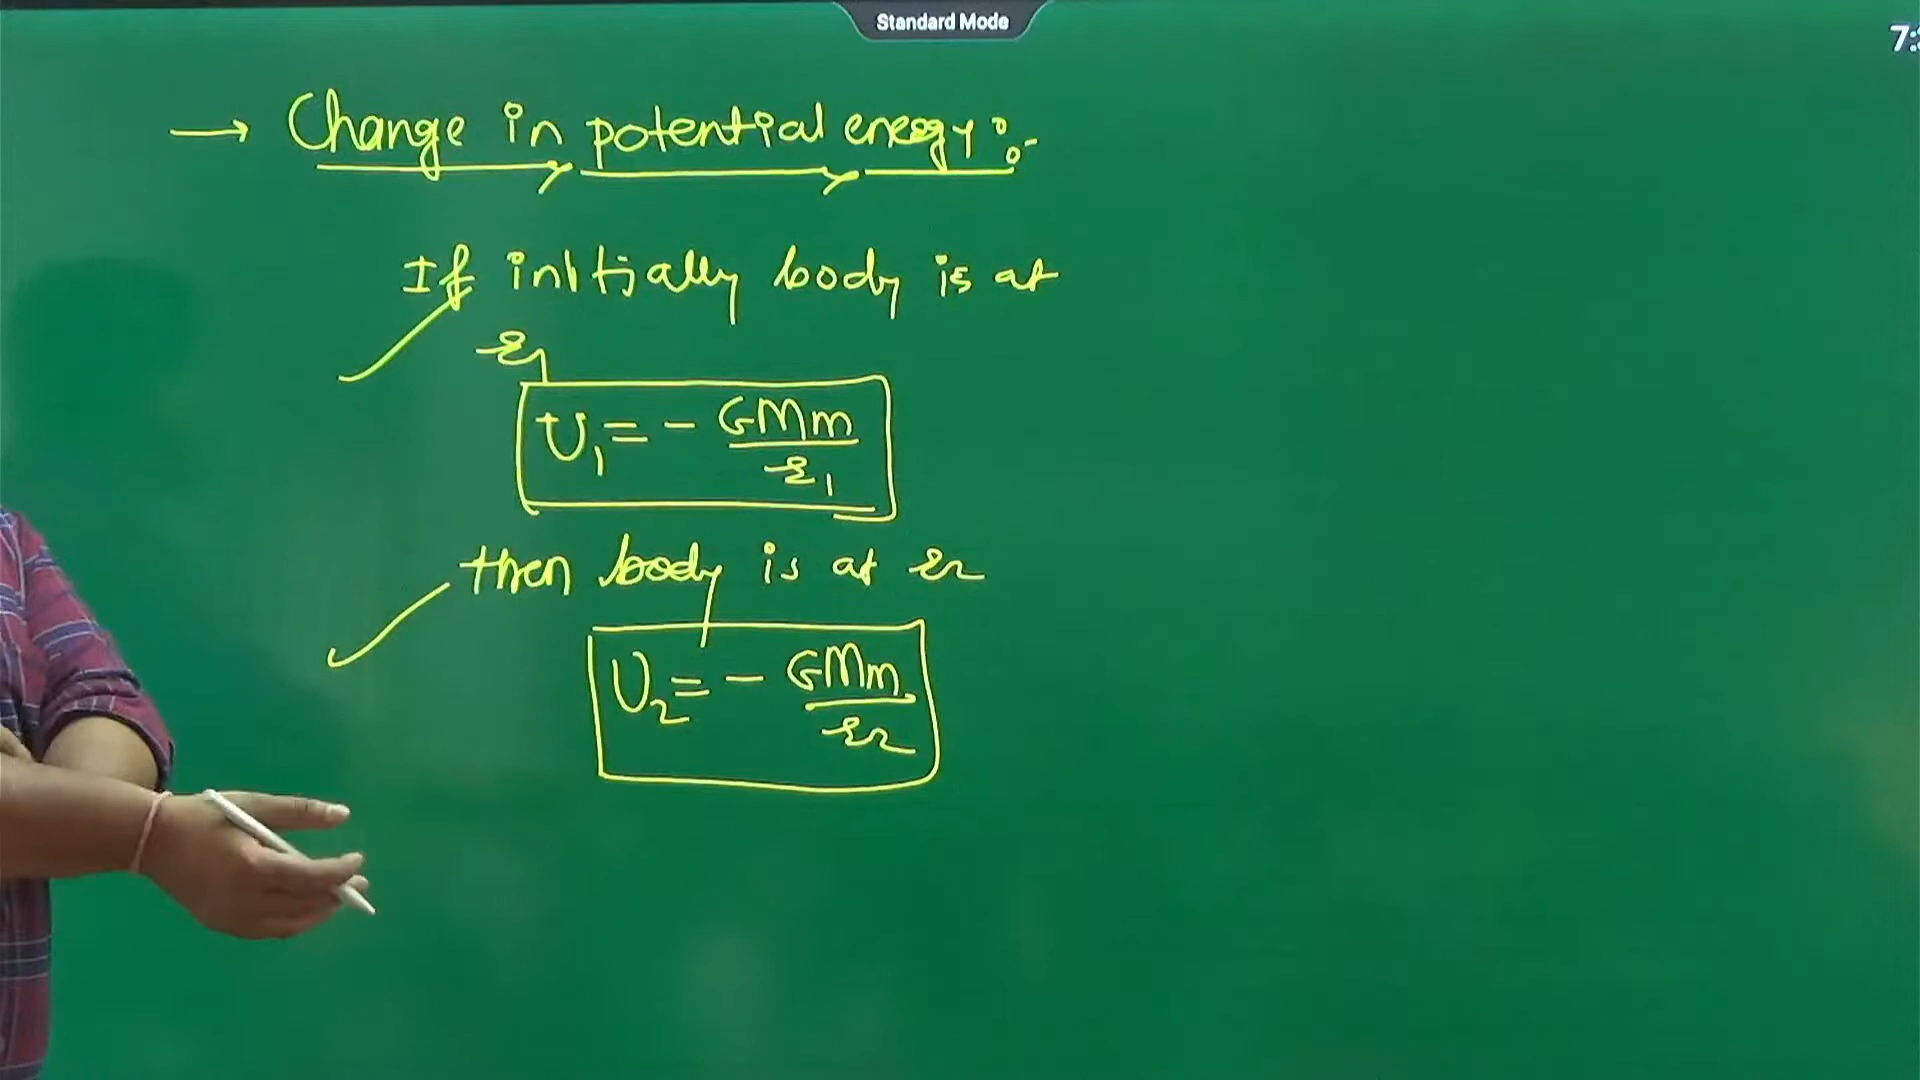 Standard Mode
7:
→ Change in potential energy :-
If initially body is at
r₁
U₁ = - GMm/r₁
then body is at r₂
U₂ = - GMm/r₂